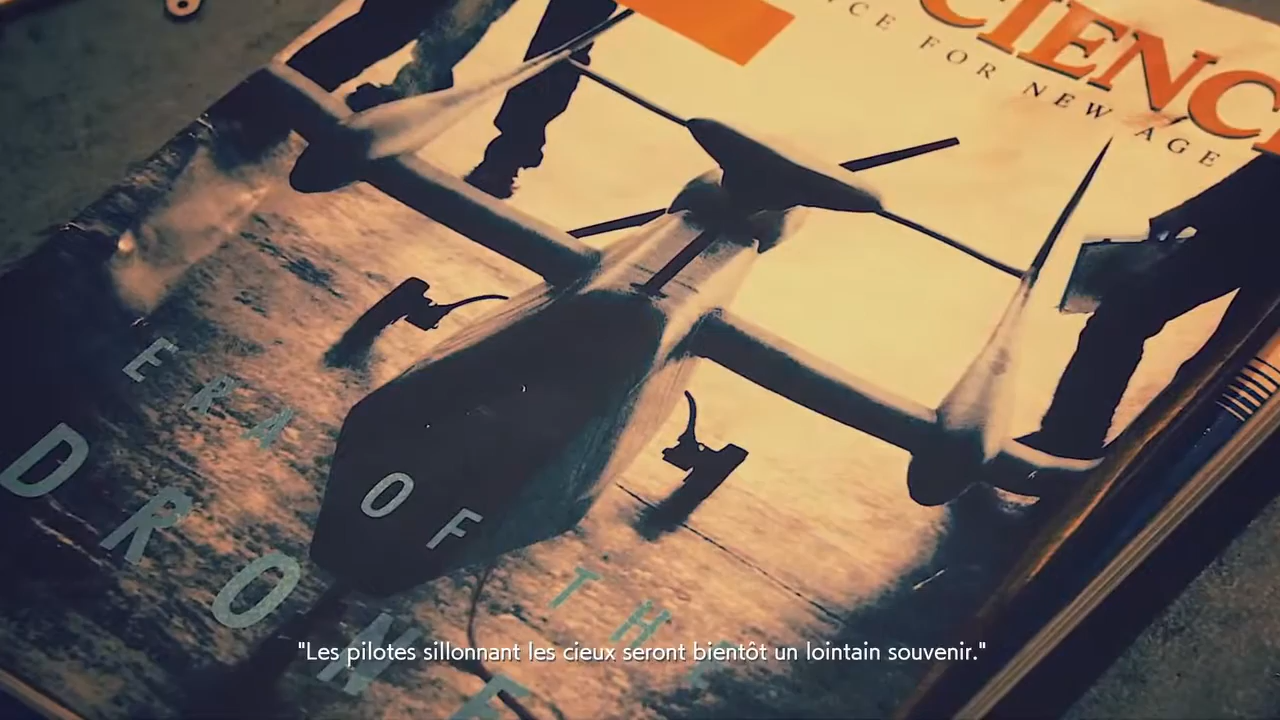 CIENC
CE FOR NEW AGE
ERA OF THE
DRONE
"Les pilotes sillonnant les cieux seront bientôt un lointain souvenir."